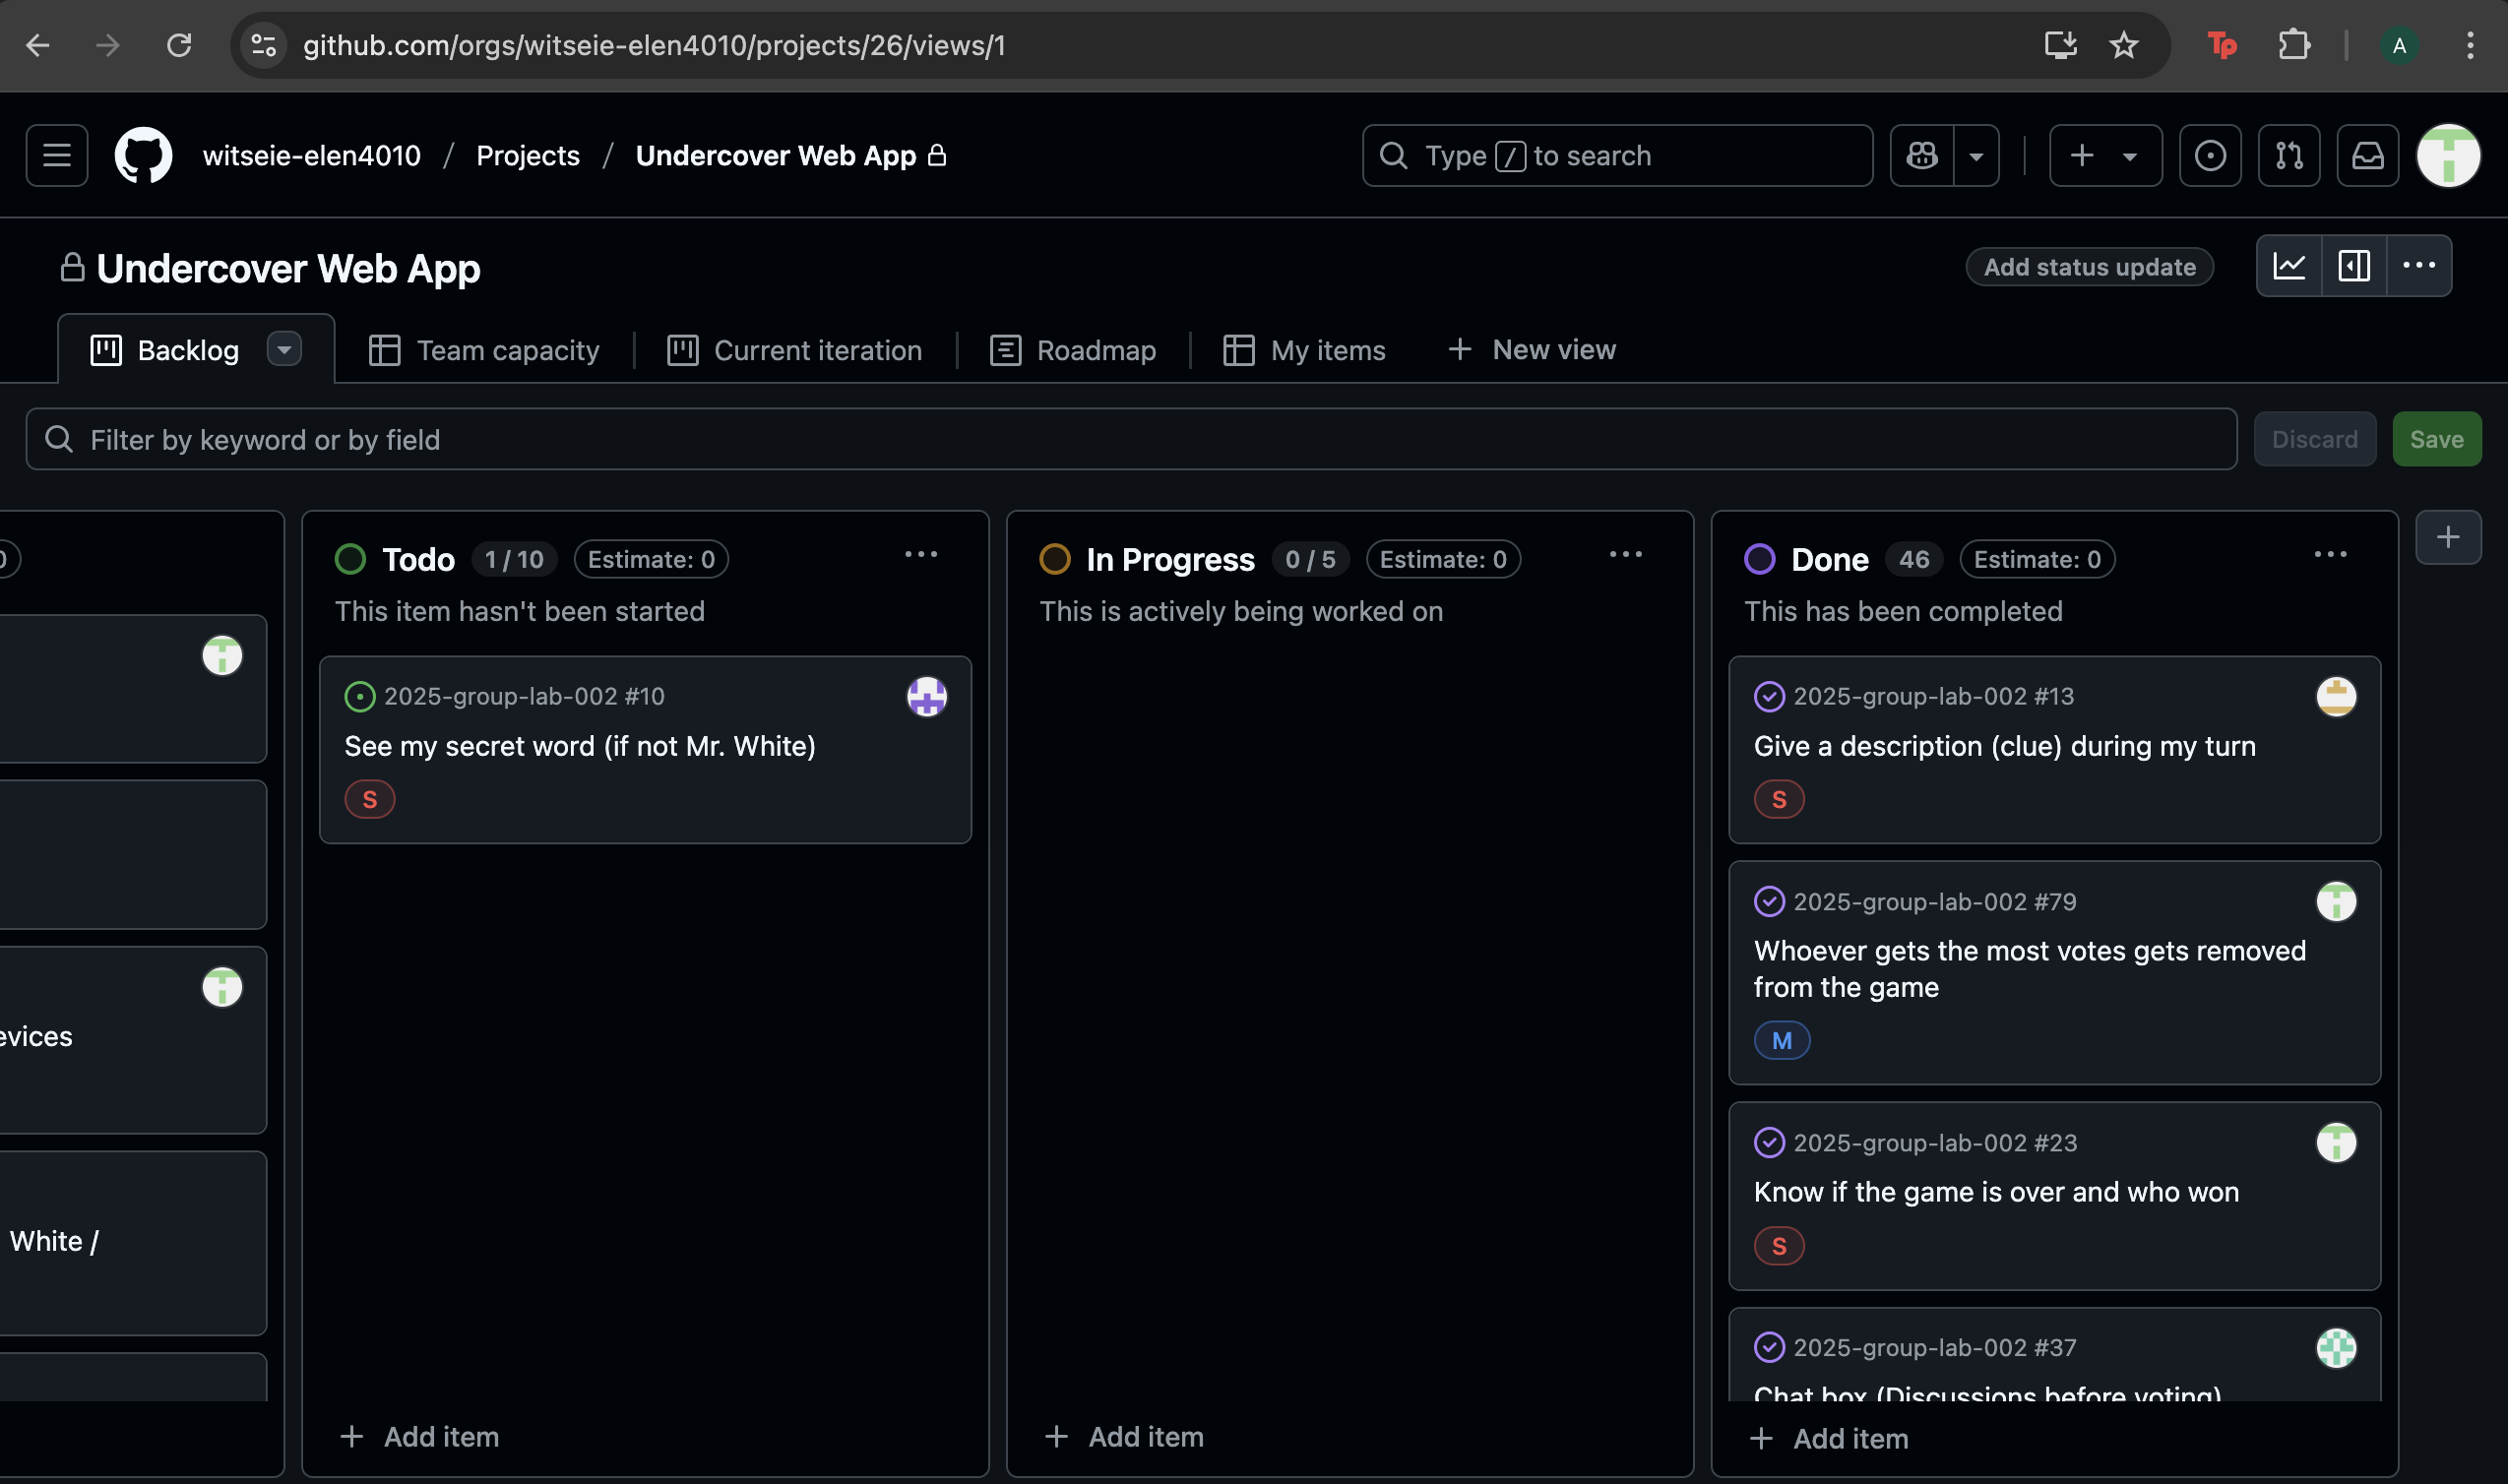 github.com/orgs/witseie-elen4010/projects/26/views/1
Tp
A
witseie-elen4010 / Projects / Undercover Web App
Type / to search
Undercover Web App
Add status update
Backlog
Team capacity
Current iteration
Roadmap
My items
+ New view
Filter by keyword or by field
Discard
Save
evices
White /
Todo 1 / 10 Estimate: 0
This item hasn't been started
2025-group-lab-002 #10
See my secret word (if not Mr. White)
S
+ Add item
In Progress 0 / 5 Estimate: 0
This is actively being worked on
+ Add item
Done 46 Estimate: 0
This has been completed
2025-group-lab-002 #13
Give a description (clue) during my turn
S
2025-group-lab-002 #79
Whoever gets the most votes gets removed
from the game
M
2025-group-lab-002 #23
Know if the game is over and who won
S
2025-group-lab-002 #37
Chat box (Discussions before voting)
+ Add item